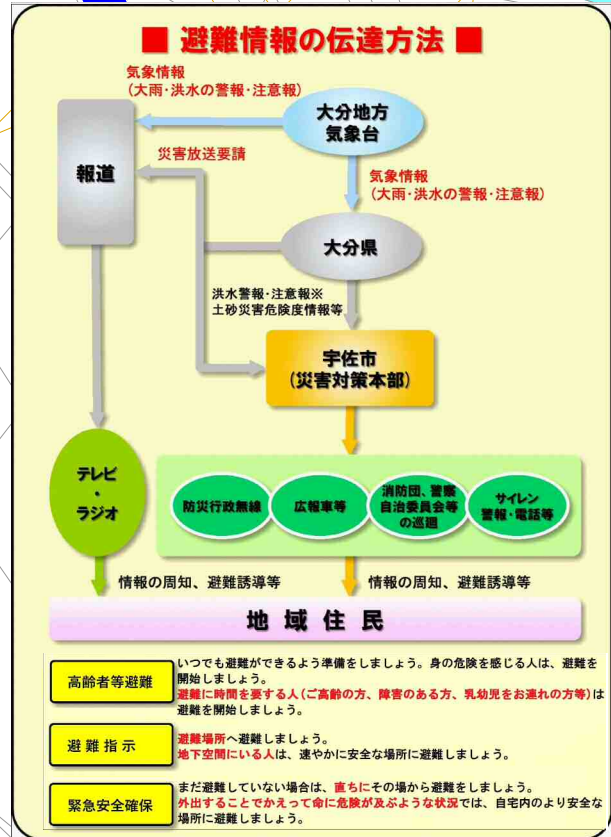 ■ 避難情報の伝達方法 ■
気象情報
(大雨・洪水の警報・注意報)
大分地方
気象台
報道
災害放送要請
気象情報
(大雨・洪水の警報・注意報)
大分県
洪水警報・注意報※
土砂災害危険度情報等
宇佐市
(災害対策本部)
テレビ
・
ラジオ
防災行政無線
広報車等
消防団、警察
自治委員会等
の巡廻
サイレン
警報・電話等
情報の周知、避難誘導等
情報の周知、避難誘導等
地域住民
高齢者等避難
いつでも避難ができるよう準備をしましょう。身の危険を感じる人は、避難を
開始しましょう。
避難に時間を要する人(ご高齢の方、障害のある方、乳幼児をお連れの方等)は
避難を開始しましょう。
避難指示
避難場所へ避難しましょう。
地下空間にいる人は、速やかに安全な場所に避難しましょう。
緊急安全確保
まだ避難していない場合は、直ちにその場から避難をしましょう。
外出することでかえって命に危険が及ぶような状況では、自宅内のより安全な
場所に避難しましょう。